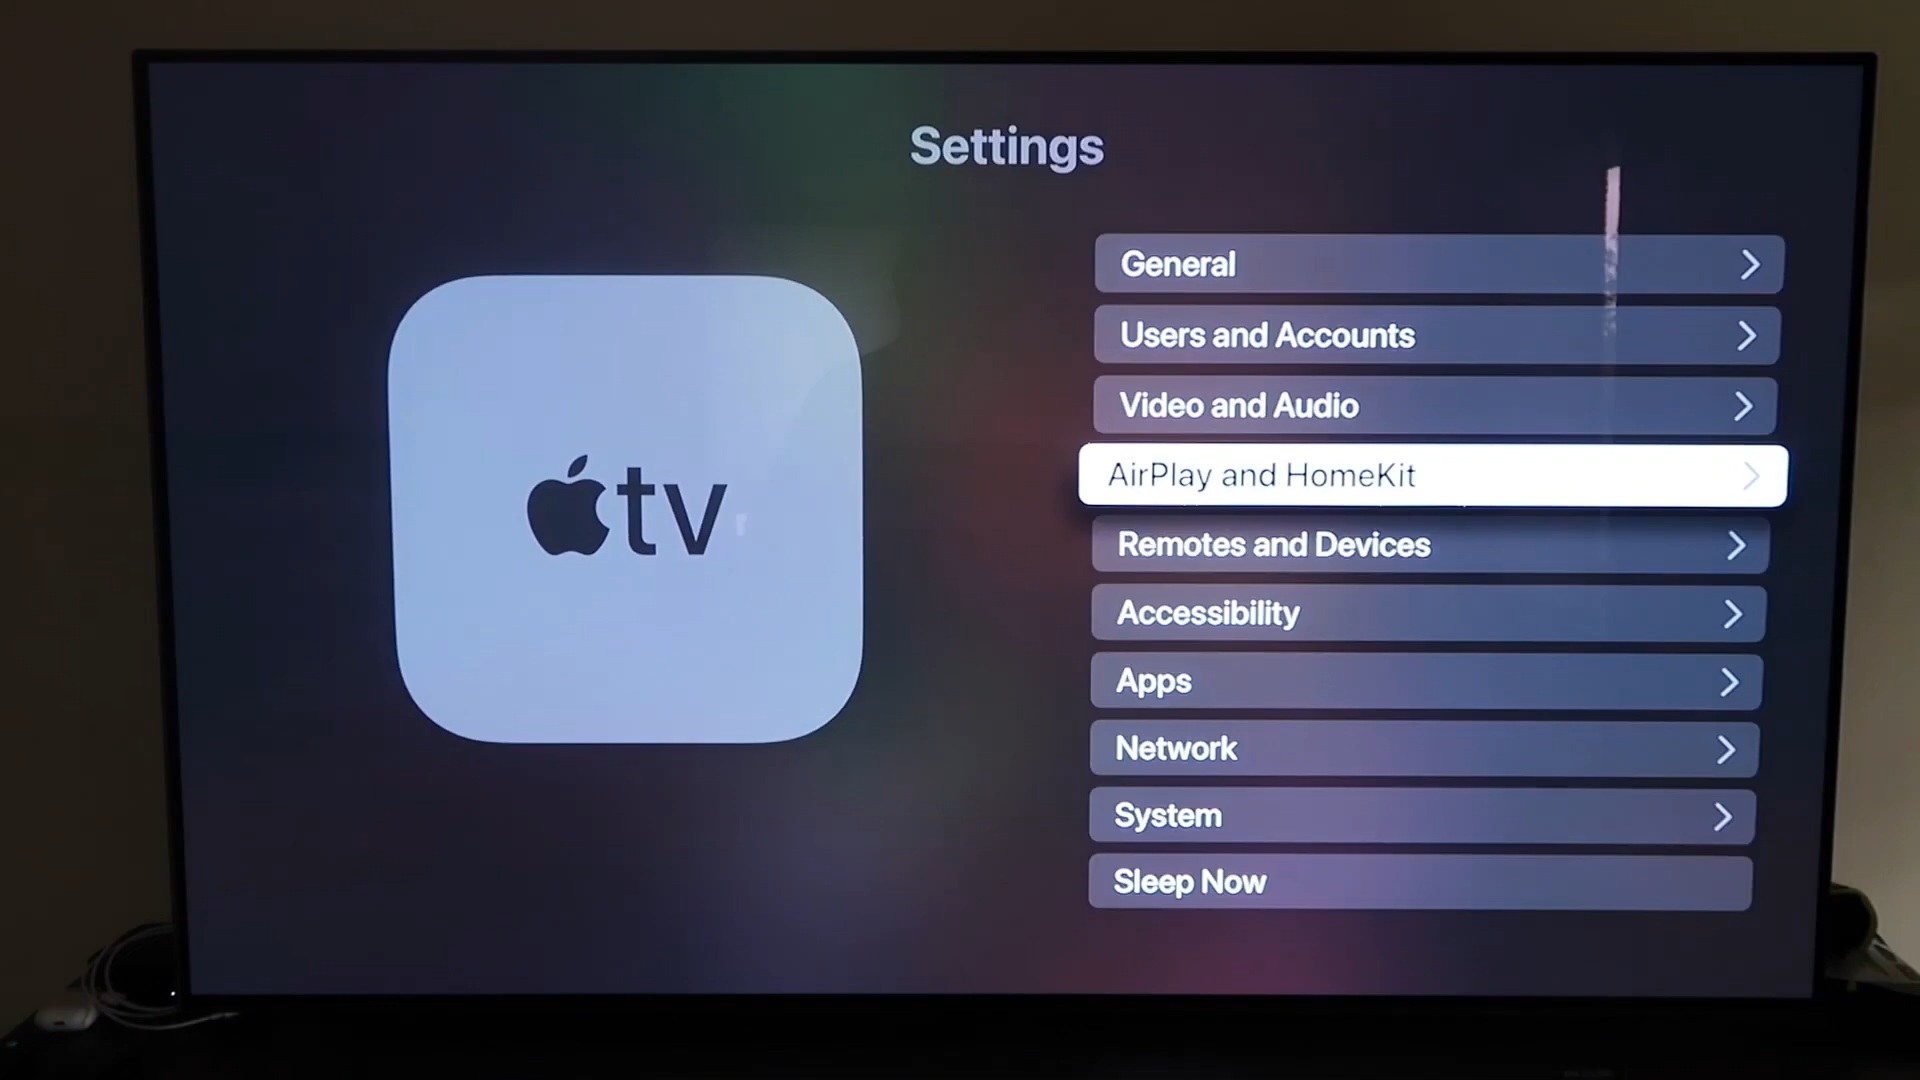 Settings
tv
General
Users and Accounts
Video and Audio
AirPlay and HomeKit
Remotes and Devices
Accessibility
Apps
Network
System
Sleep Now